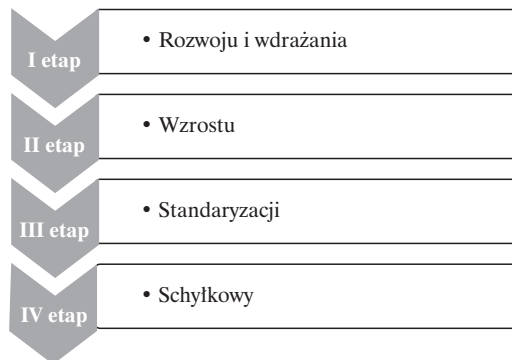 I etap
• Rozwoju i wdrażania
II etap
• Wzrostu
III etap
• Standaryzacji
IV etap
• Schyłkowy